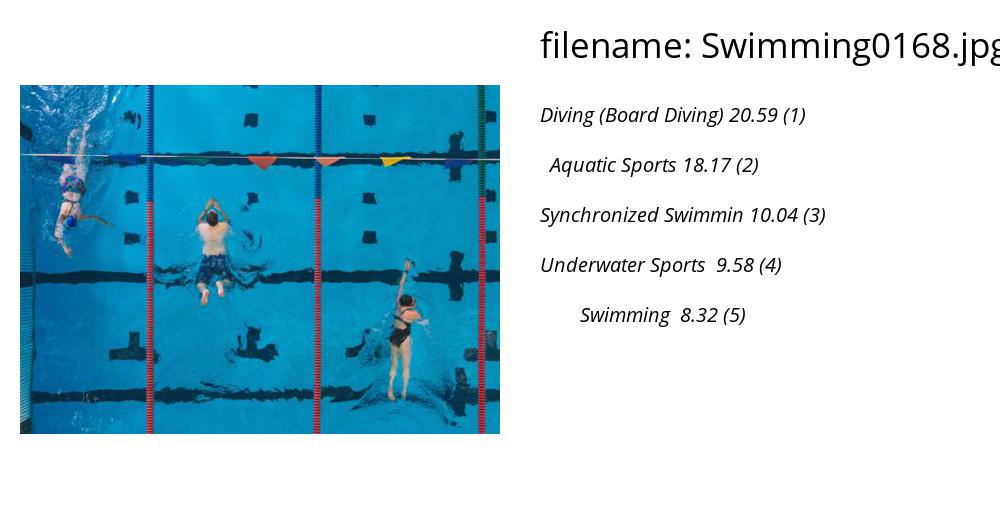 filename: Swimming0168.jpg
Diving (Board Diving) 20.59 (1)
Aquatic Sports 18.17 (2)
Synchronized Swimmin 10.04 (3)
Underwater Sports 9.58 (4)
Swimming 8.32 (5)